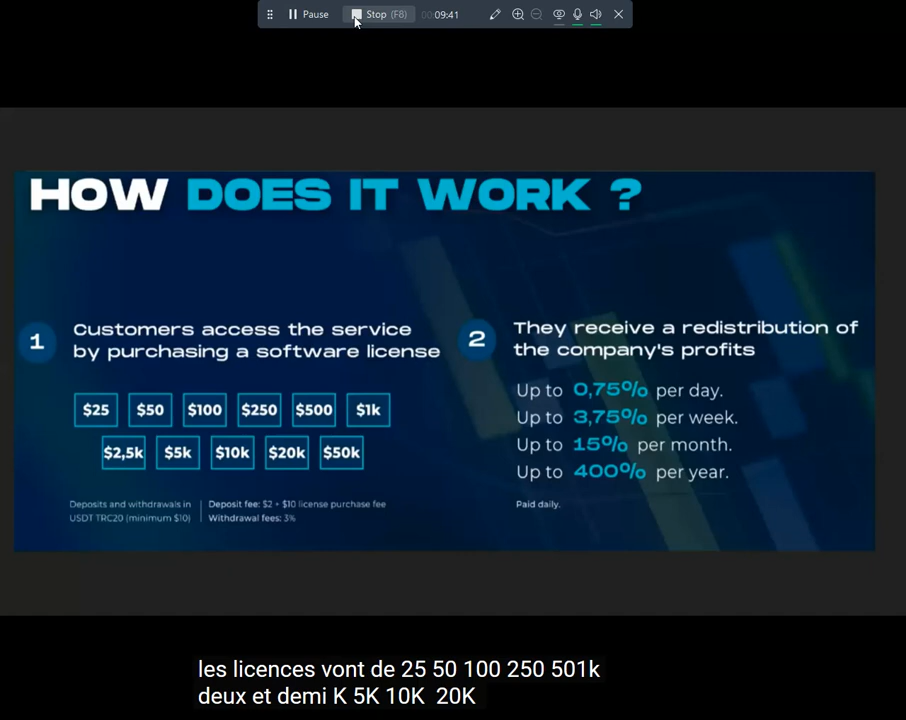 Pause
Stop (F8)
00:09:41
HOW DOES IT WORK ?
1
Customers access the service
by purchasing a software license
$25 $50 $100 $250 $500 $1k
$2,5k $5k $10k $20k $50k
Deposits and withdrawals in
USDT TRC20 (minimum $10)
Deposit fee: $2 + $10 license purchase fee
Withdrawal fees: 3%
2
They receive a redistribution of
the company's profits
Up to 0,75% per day.
Up to 3,75% per week.
Up to 15% per month.
Up to 400% per year.
Paid daily.
les licences vont de 25 50 100 250 501k
deux et demi K 5K 10K 20K